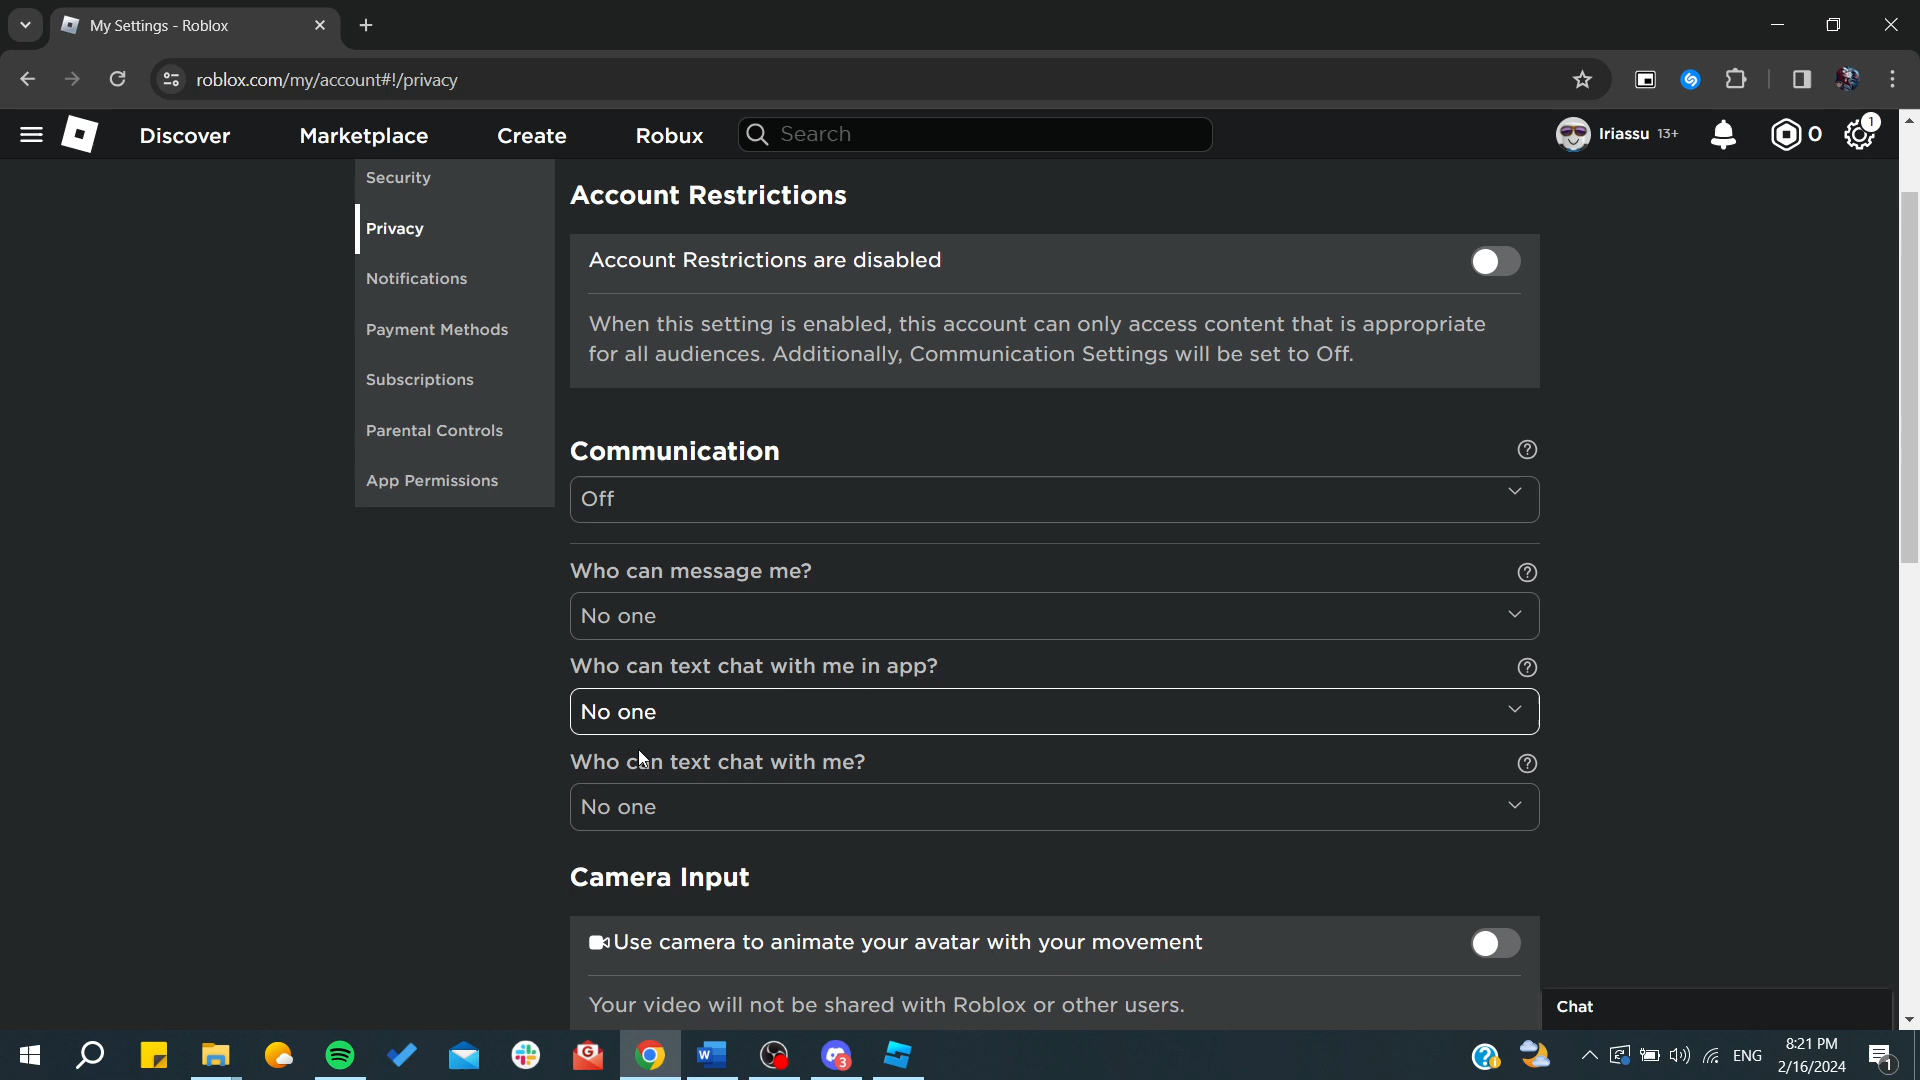 My Settings - Roblox
roblox.com/my/account#!/privacy
Discover
Marketplace
Create
Robux
Search
Iriassu 13+
0
1
Security
Privacy
Notifications
Payment Methods
Subscriptions
Parental Controls
App Permissions
Account Restrictions
Account Restrictions are disabled
When this setting is enabled, this account can only access content that is appropriate
for all audiences. Additionally, Communication Settings will be set to Off.
Communication
Off
Who can message me?
No one
Who can text chat with me in app?
No one
Who can text chat with me?
No one
Camera Input
Use camera to animate your avatar with your movement
Your video will not be shared with Roblox or other users.
Chat
3
ENG
8:21 PM
2/16/2024
1